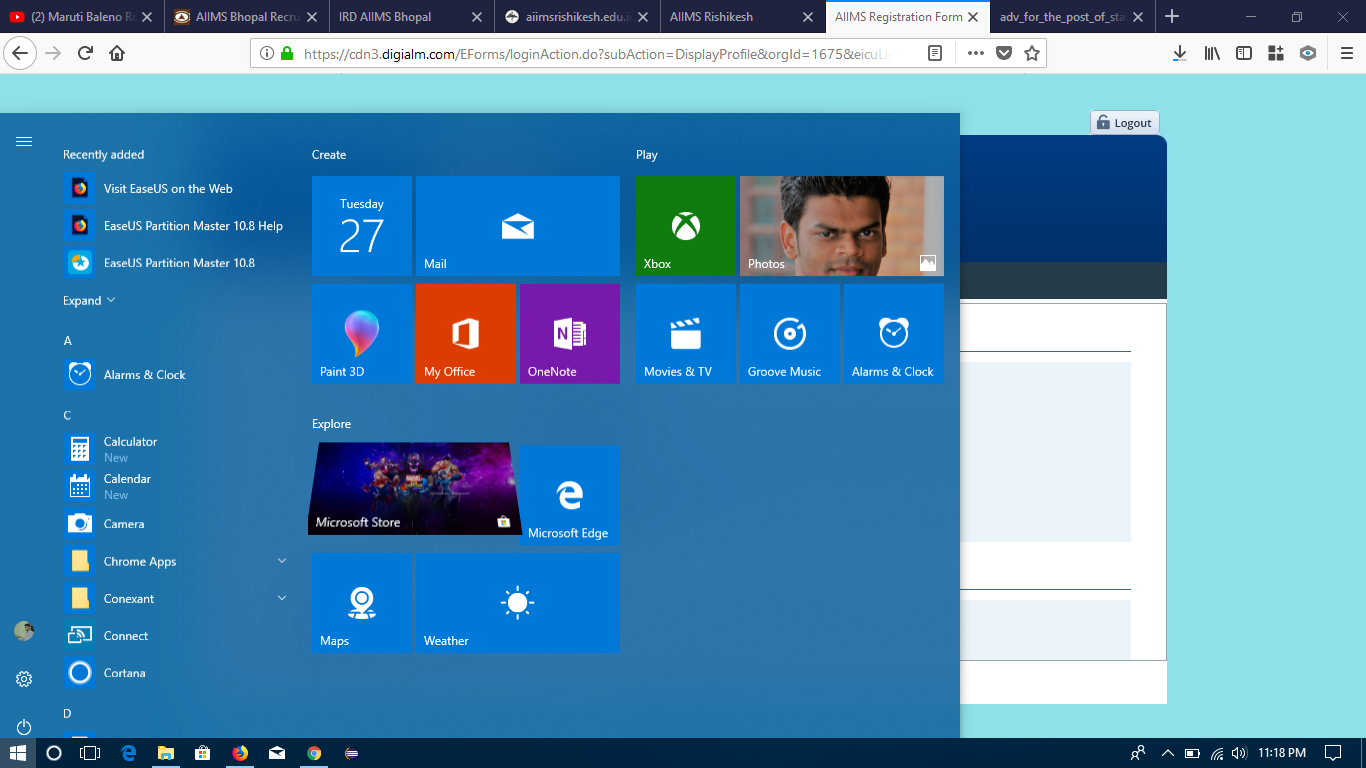 (2) Maruti Baleno R
AIIMS Bhopal Recru
IRD AIIMS Bhopal
aiimsrishikesh.edu.i
AIIMS Rishikesh
AIIMS Registration Form
adv_for_the_post_of_sta
https://cdn3.digialm.com/EForms/loginAction.do?subAction=DisplayProfile&orgId=1675&eicuLi
Logout
Recently added
Visit EaseUS on the Web
EaseUS Partition Master 10.8 Help
EaseUS Partition Master 10.8
Expand
A
Alarms & Clock
C
Calculator
New
Calendar
New
Camera
Chrome Apps
Conexant
Connect
Cortana
D
Create
Tuesday
27
Mail
Paint 3D
My Office
OneNote
Explore
Microsoft Store
Microsoft Edge
Maps
Weather
Play
Xbox
Photos
Movies & TV
Groove Music
Alarms & Clock
11:18 PM